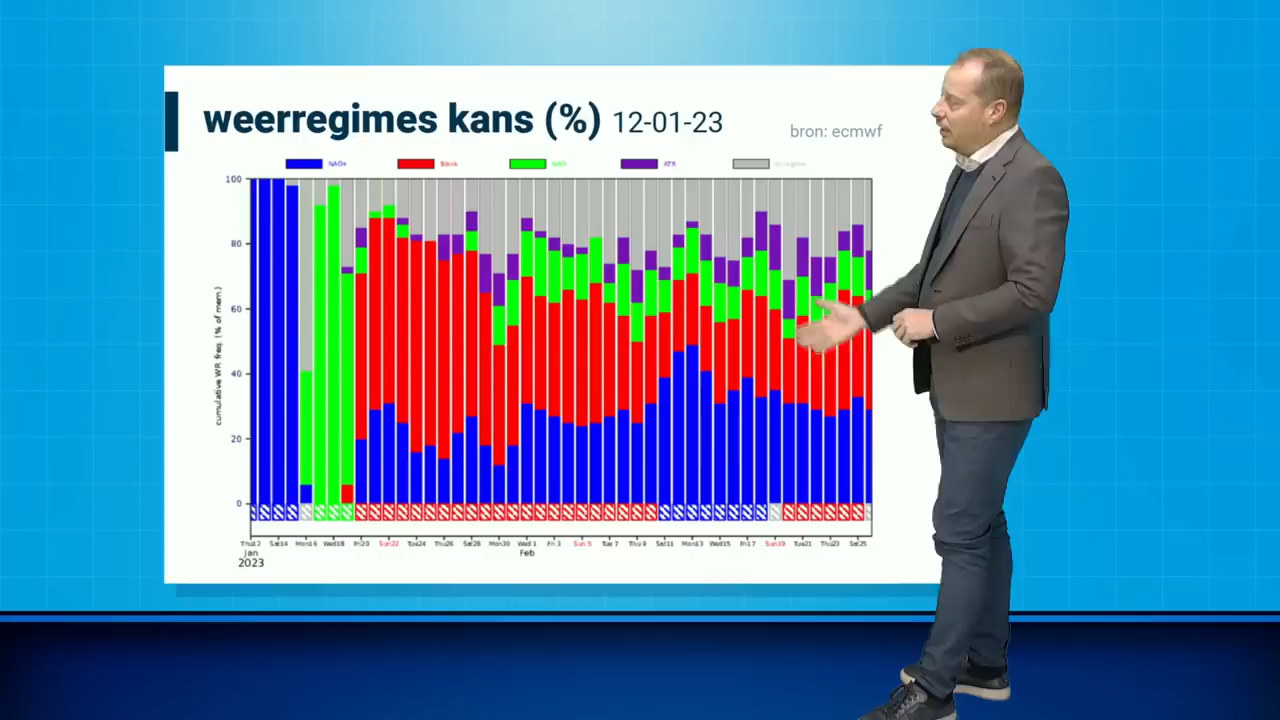 weerregimes kans (%) 12-01-23
bron: ecmwf
NAO+ Block NAO- ATR no regime
100
80
60
40
20
0
cumulative WR freq. (% of mem.)
Thu12 Sat14 Mon16 Wed18 Fri20 Sun22 Tue24 Thu26 Sat28 Mon30 Wed 1 Fri 3 Sun 5 Tue 7 Thu 9 Sat11 Mon13 Wed15 Fri17 Sun19 Tue21 Thu23 Sat25
Jan Feb
2023